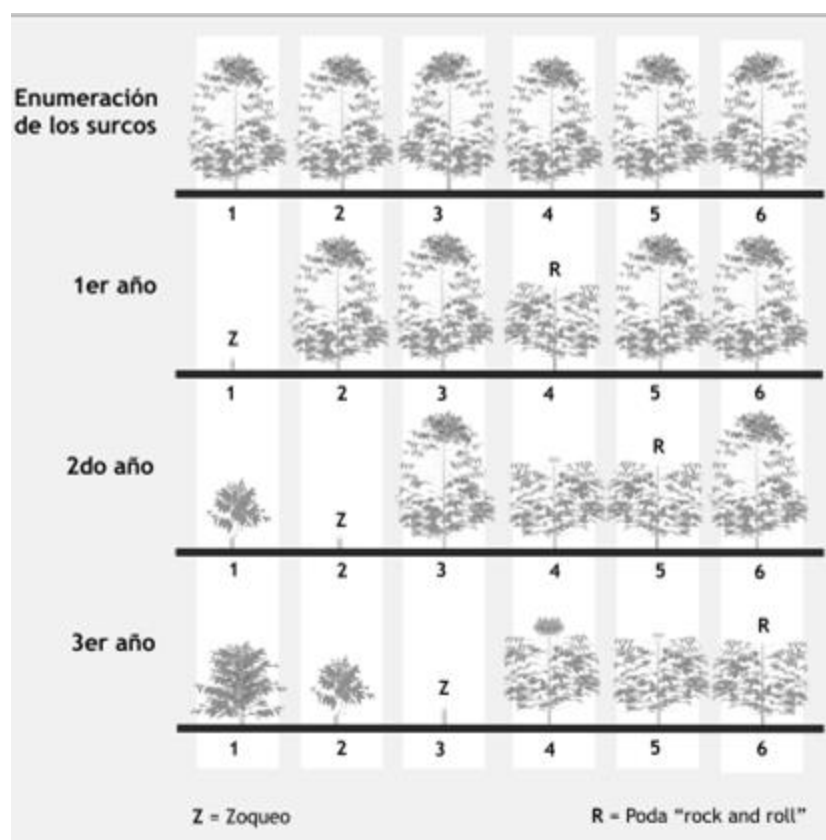 Enumeración
de los surcos
1 2 3 4 5 6
1er año
Z R
1 2 3 4 5 6
2do año
Z R
1 2 3 4 5 6
3er año
Z R
1 2 3 4 5 6
Z = Zoqueo R = Poda “rock and roll”